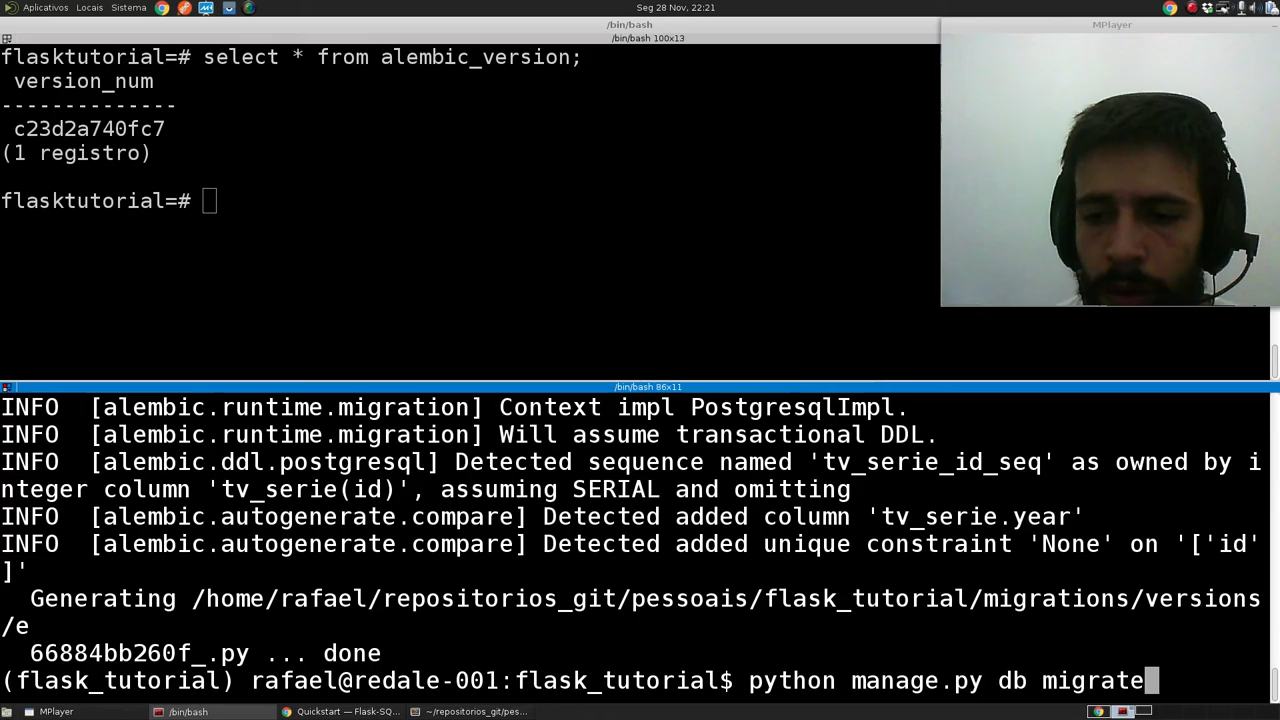 Aplicativos Locais Sistema
Seg 28 Nov, 22:21
/bin/bash
MPlayer
/bin/bash 100x13
flasktutorial=# select * from alembic_version;
version_num
--------------
c23d2a740fc7
(1 registro)
flasktutorial=#
/bin/bash 86x11
INFO  [alembic.runtime.migration] Context impl PostgresqlImpl.
INFO  [alembic.runtime.migration] Will assume transactional DDL.
INFO  [alembic.ddl.postgresql] Detected sequence named 'tv_serie_id_seq' as owned by i
nteger column 'tv_serie(id)', assuming SERIAL and omitting
INFO  [alembic.autogenerate.compare] Detected added column 'tv_serie.year'
INFO  [alembic.autogenerate.compare] Detected added unique constraint 'None' on '['id'
]'
Generating /home/rafael/repositorios_git/pessoais/flask_tutorial/migrations/versions
/e
66884bb260f_.py ... done
(flask_tutorial) rafael@redale-001:flask_tutorial$ python manage.py db migrate
MPlayer
/bin/bash
Quickstart — Flask-SQ...
~/repositorios_git/pes...